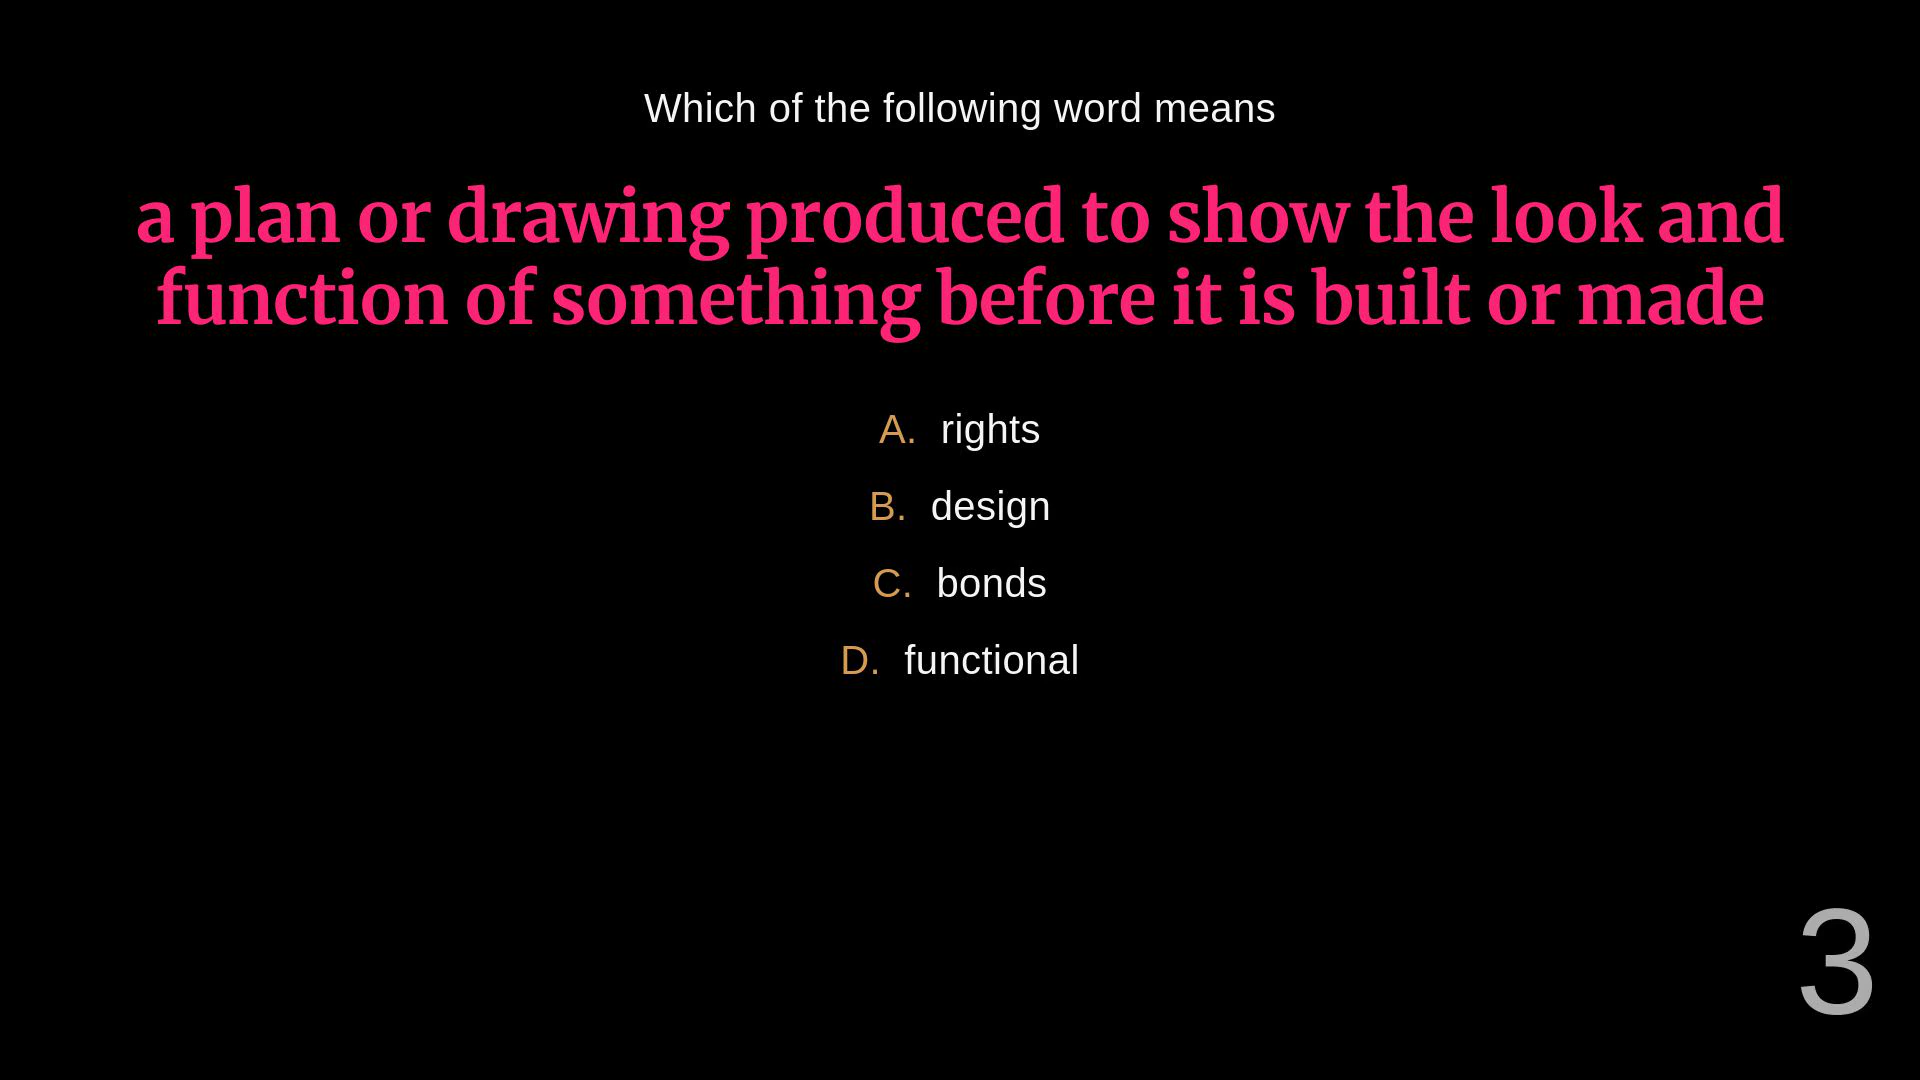 Which of the following word means
a plan or drawing produced to show the look and
function of something before it is built or made
A. rights
B. design
C. bonds
D. functional
3